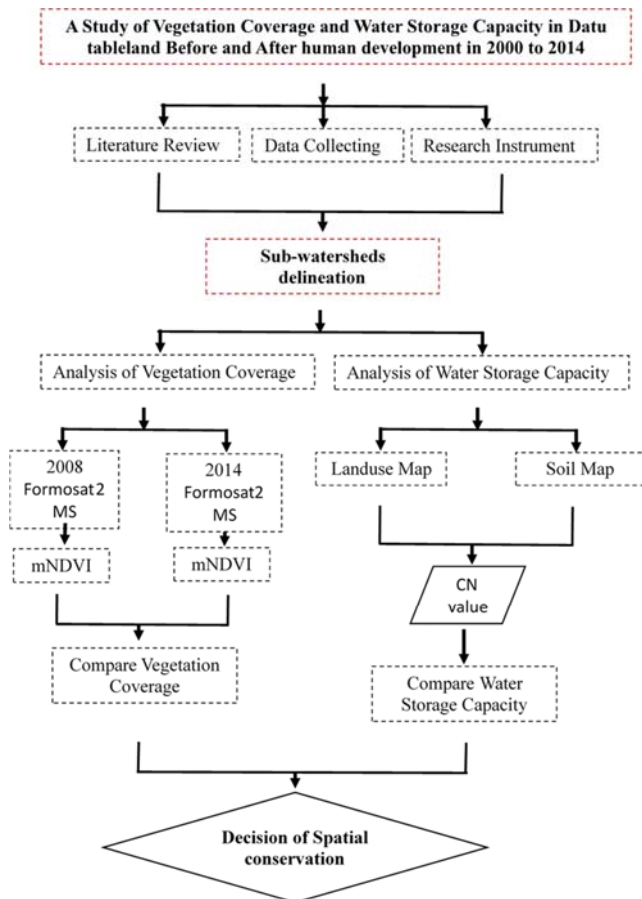 A Study of Vegetation Coverage and Water Storage Capacity in Datu
tableland Before and After human development in 2000 to 2014
Literature Review
Data Collecting
Research Instrument
Sub-watersheds
delineation
Analysis of Vegetation Coverage
Analysis of Water Storage Capacity
2008
Formosat2
MS
2014
Formosat2
MS
Landuse Map
Soil Map
mNDVI
mNDVI
CN
value
Compare Vegetation
Coverage
Compare Water
Storage Capacity
Decision of Spatial
conservation